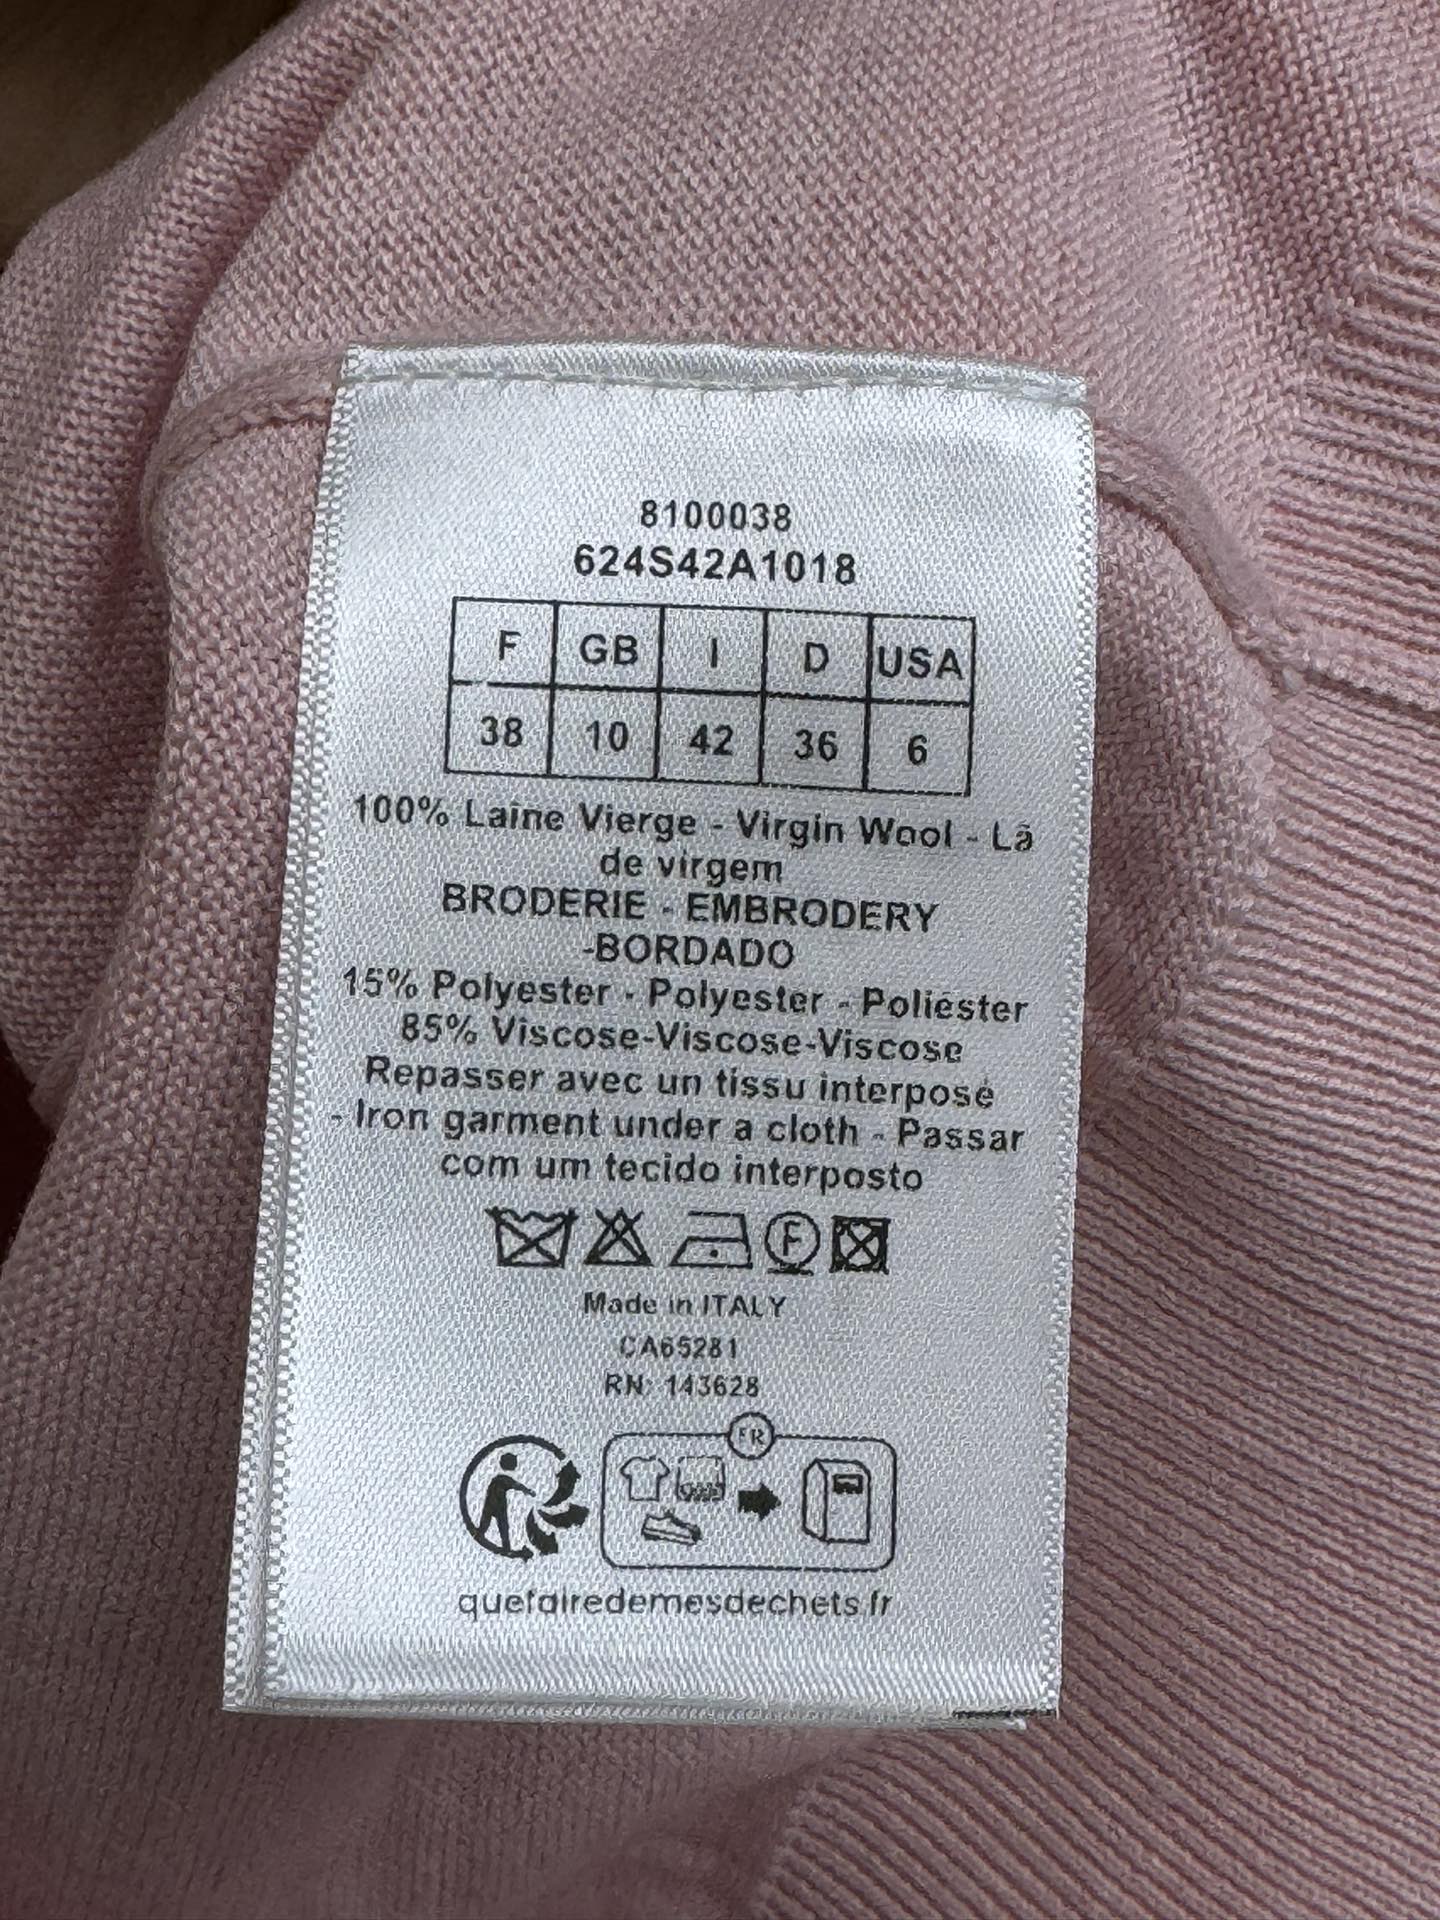 8100038
624S42A1018
F GB I D USA
38 10 42 36 6
100% Laine Vierge - Virgin Wool - Lã
de virgem
BRODERIE - EMBRODERY
-BORDADO
15% Polyester - Polyester - Poliéster
85% Viscose-Viscose-Viscose
Repasser avec un tissu interposé
- Iron garment under a cloth - Passar
com um tecido interposto
F
Made in ITALY
CA65281
RN: 143628
FR
quefairedemesdechets.fr